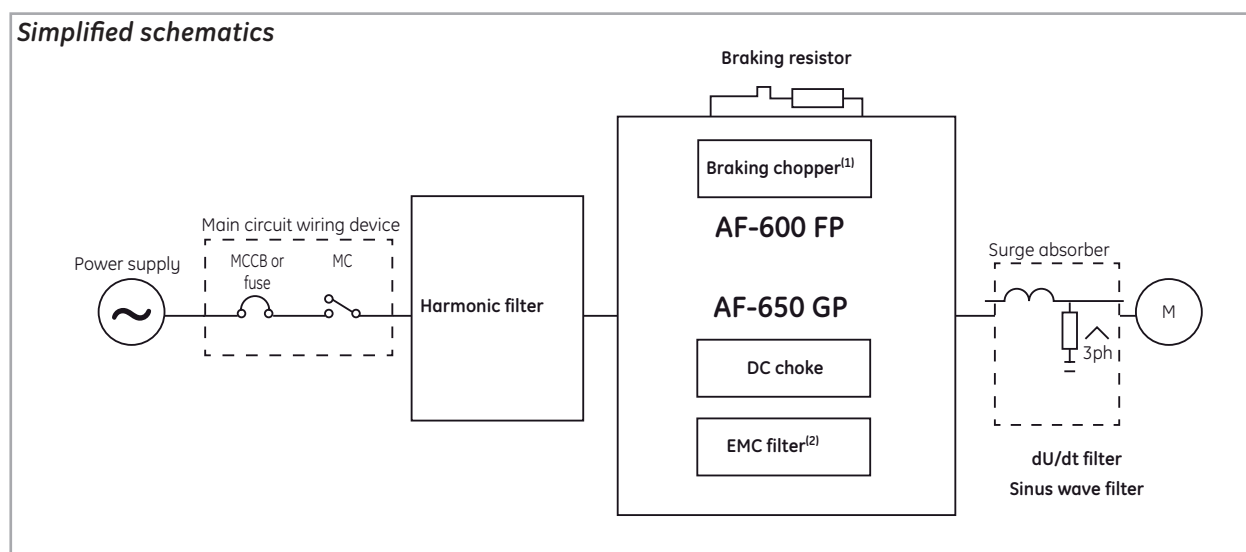 Simplified schematics
Braking resistor
Braking chopper(1)
AF-600 FP
Main circuit wiring device
Surge absorber
Power supply
MCCB or
fuse
MC
Harmonic filter
AF-650 GP
M
3ph
DC choke
EMC filter(2)
dU/dt filter
Sinus wave filter